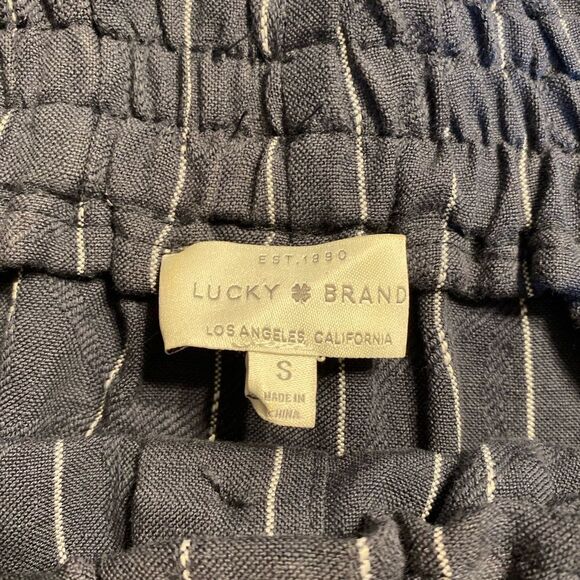 EST. 1990
LUCKY BRAND
LOS ANGELES, CALIFORNIA
S
MADE IN
CHINA